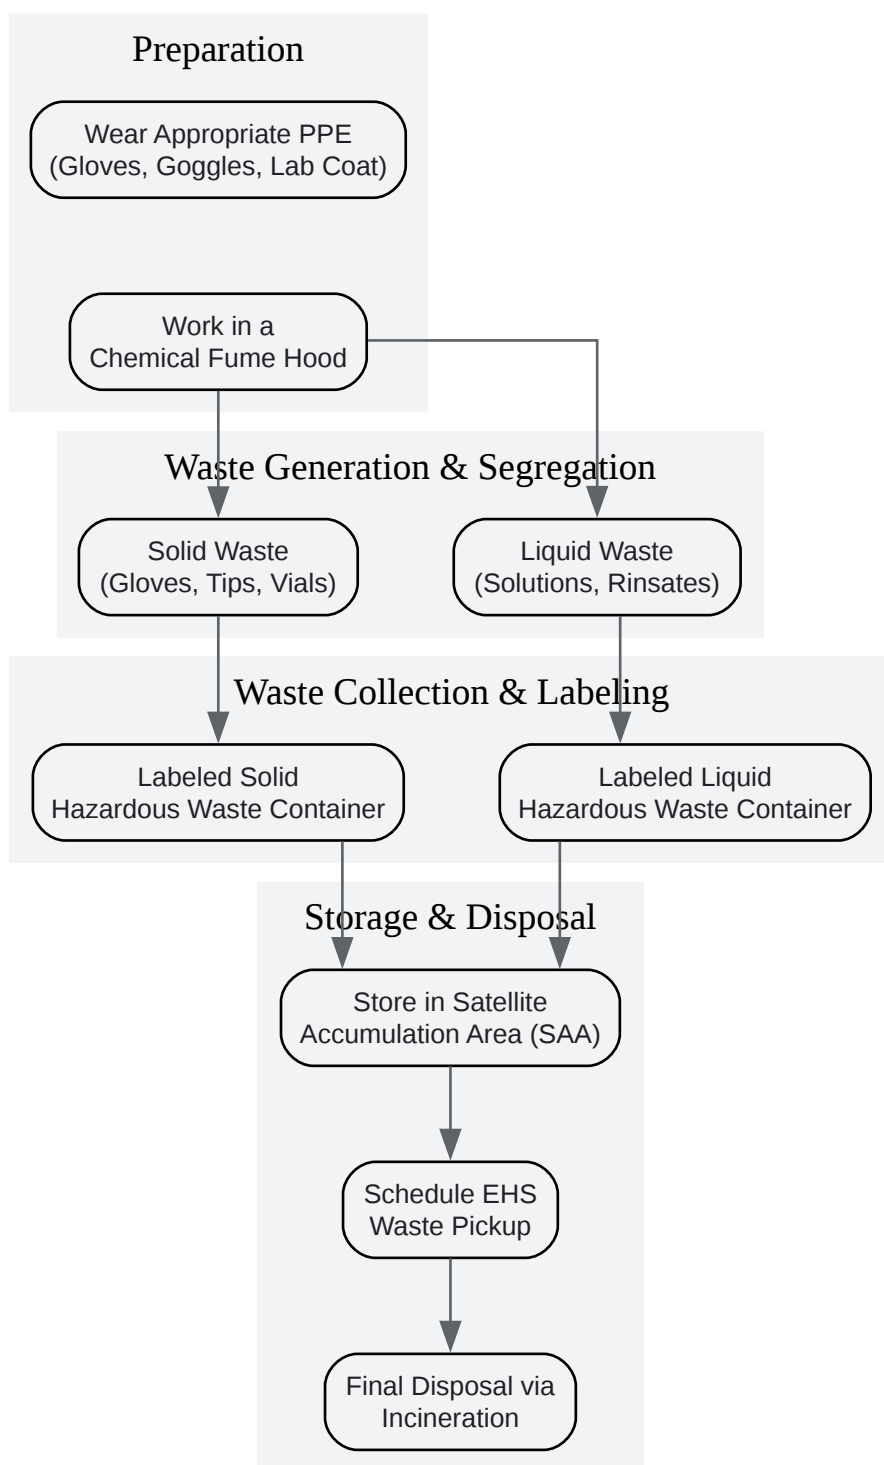 Preparation
Wear Appropriate PPE
(Gloves, Goggles, Lab Coat)
Work in a
Chemical Fume Hood
Waste Generation & Segregation
Solid Waste
(Gloves, Tips, Vials)
Liquid Waste
(Solutions, Rinsates)
Waste Collection & Labeling
Labeled Solid
Hazardous Waste Container
Labeled Liquid
Hazardous Waste Container
Storage & Disposal
Store in Satellite
Accumulation Area (SAA)
Schedule EHS
Waste Pickup
Final Disposal via
Incineration